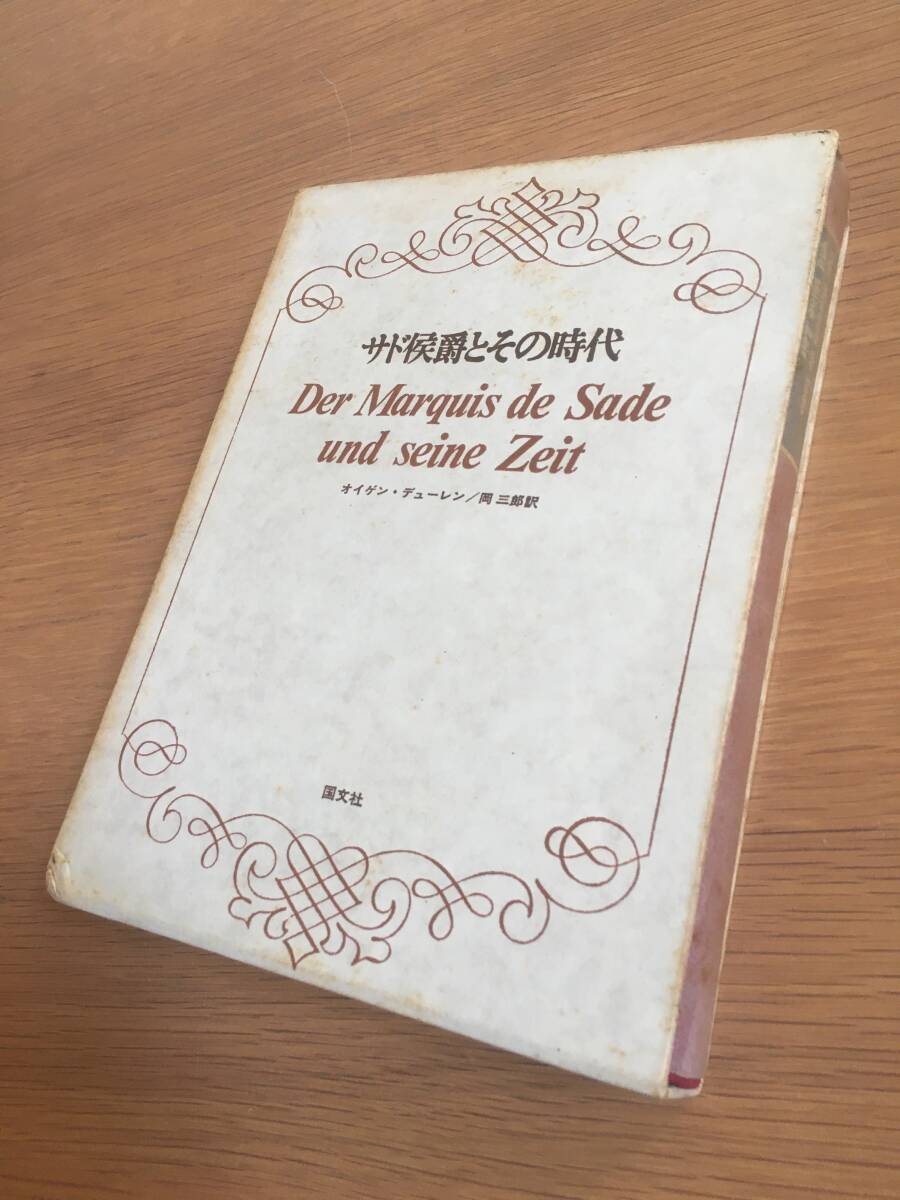 サド侯爵とその時代
Der Marquis de Sade
und seine Zeit
オイゲン・デューレン／岡 三郎訳
国文社